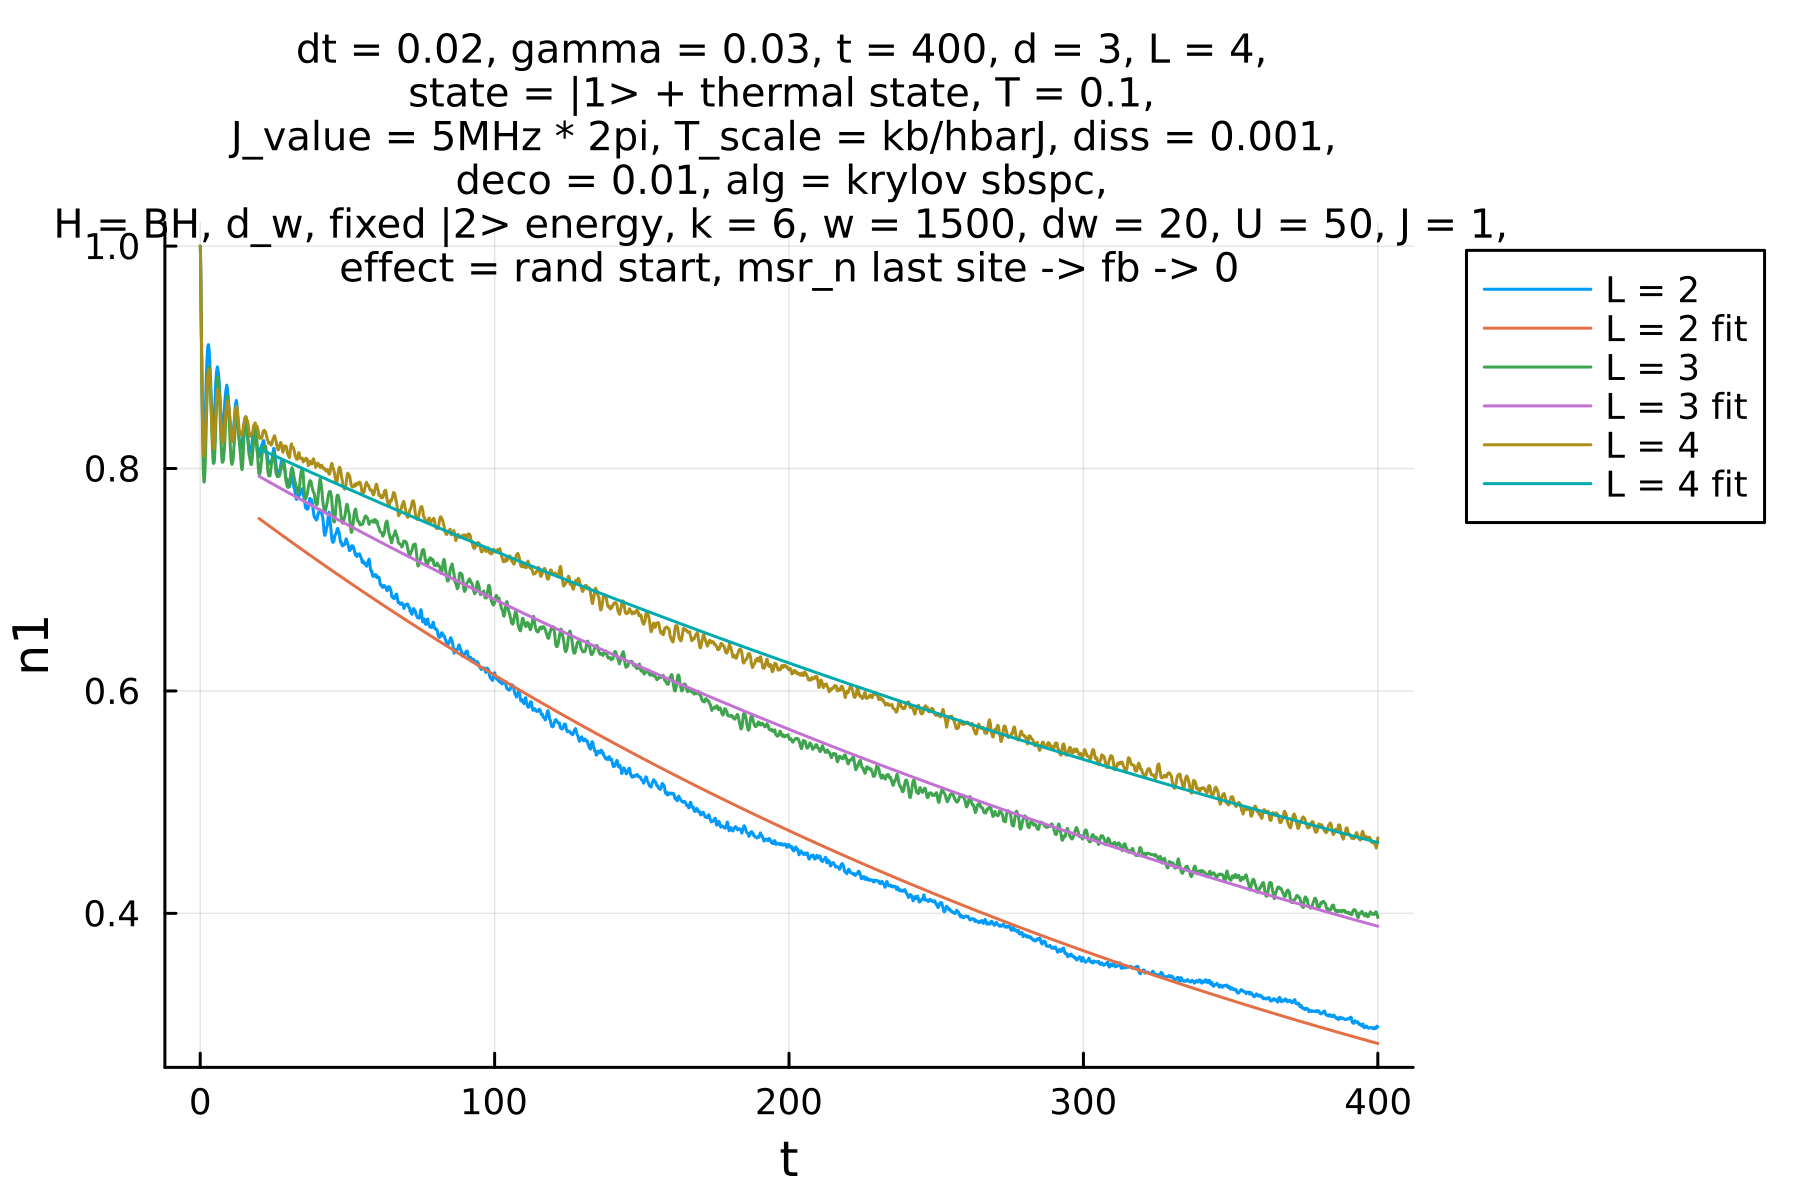 dt = 0.02, gamma = 0.03, t = 400, d = 3, L = 4,
state = |1> + thermal state, T = 0.1,
J_value = 5MHz * 2pi, T_scale = kb/hbarJ, diss = 0.001,
deco = 0.01, alg = krylov sbspc,
H = BH, d_w, fixed |2> energy, k = 6, w = 1500, dw = 20, U = 50, J = 1,
effect = rand start, msr_n last site -> fb -> 0
1.0
0.8
0.6
0.4
n1
0 100 200 300 400
t
L = 2
L = 2 fit
L = 3
L = 3 fit
L = 4
L = 4 fit